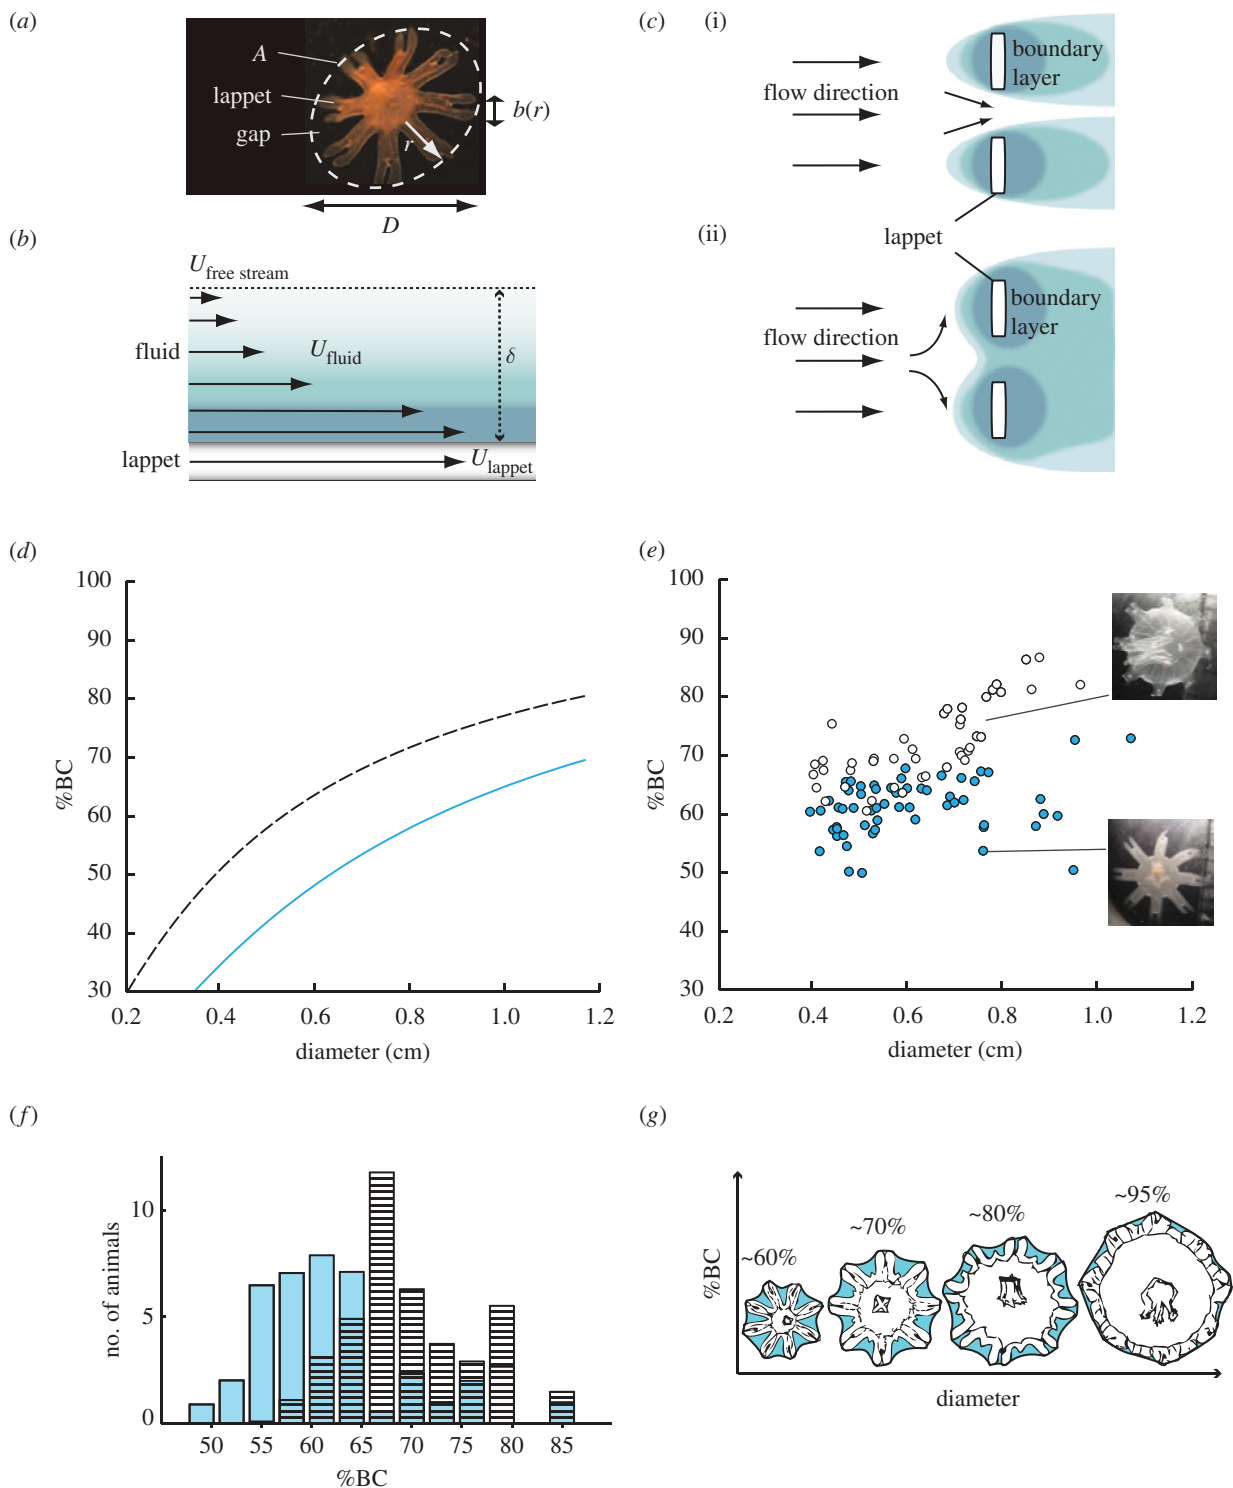 (a)
A
lappet
gap
r
b(r)
D
(b)
U free stream
fluid
U fluid
δ
lappet
U lappet
(c) (i)
boundary
layer
flow direction
lappet
(ii)
boundary
layer
flow direction
(d)
100
90
80
70
60
50
40
30
%BC
0.2 0.4 0.6 0.8 1.0 1.2
diameter (cm)
(e)
100
90
80
70
60
50
40
30
%BC
0.2 0.4 0.6 0.8 1.0 1.2
diameter (cm)
(f)
no. of animals
10
5
0
50 55 60 65 70 75 80 85
%BC
(g)
%BC
~60%
~70%
~80%
~95%
diameter